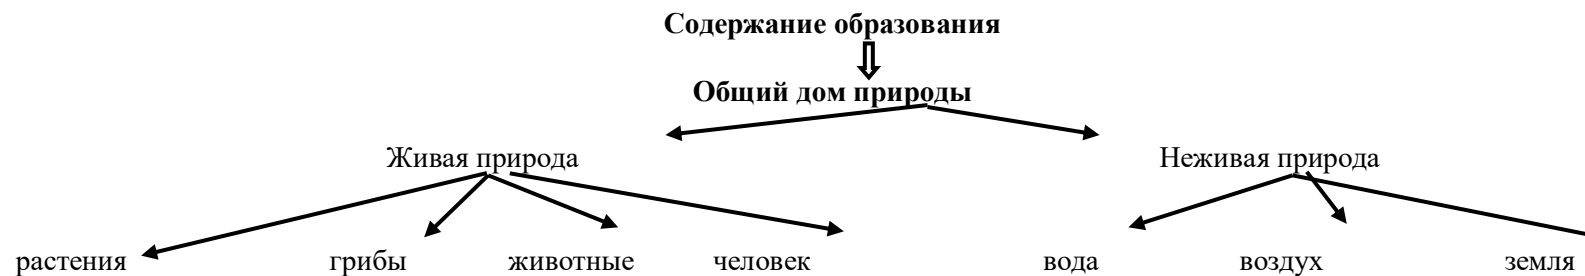 Содержание образования
Общий дом природы
Живая природа Неживая природа
растения грибы животные человек вода воздух земля